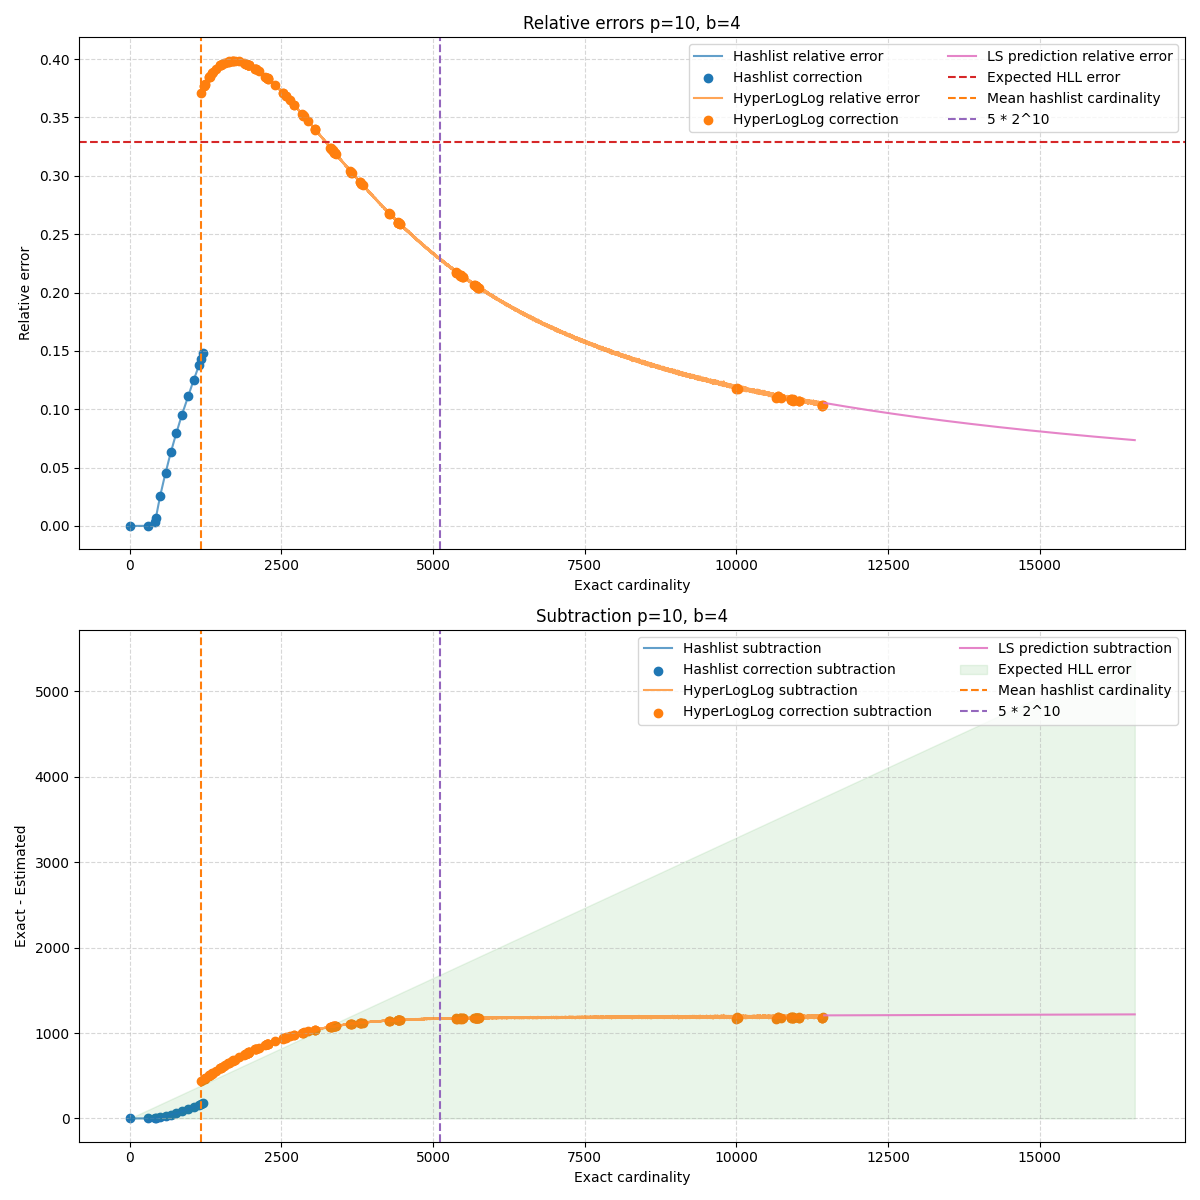 Relative errors p=10, b=4
Relative error
0.40
0.35
0.30
0.25
0.20
0.15
0.10
0.05
0.00
Hashlist relative error
Hashlist correction
HyperLogLog relative error
HyperLogLog correction
LS prediction relative error
Expected HLL error
Mean hashlist cardinality
5 * 2^10
0 2500 5000 7500 10000 12500 15000
Exact cardinality
Subtraction p=10, b=4
Exact - Estimated
5000
4000
3000
2000
1000
0
Hashlist subtraction
Hashlist correction subtraction
HyperLogLog subtraction
HyperLogLog correction subtraction
LS prediction subtraction
Expected HLL error
Mean hashlist cardinality
5 * 2^10
0 2500 5000 7500 10000 12500 15000
Exact cardinality